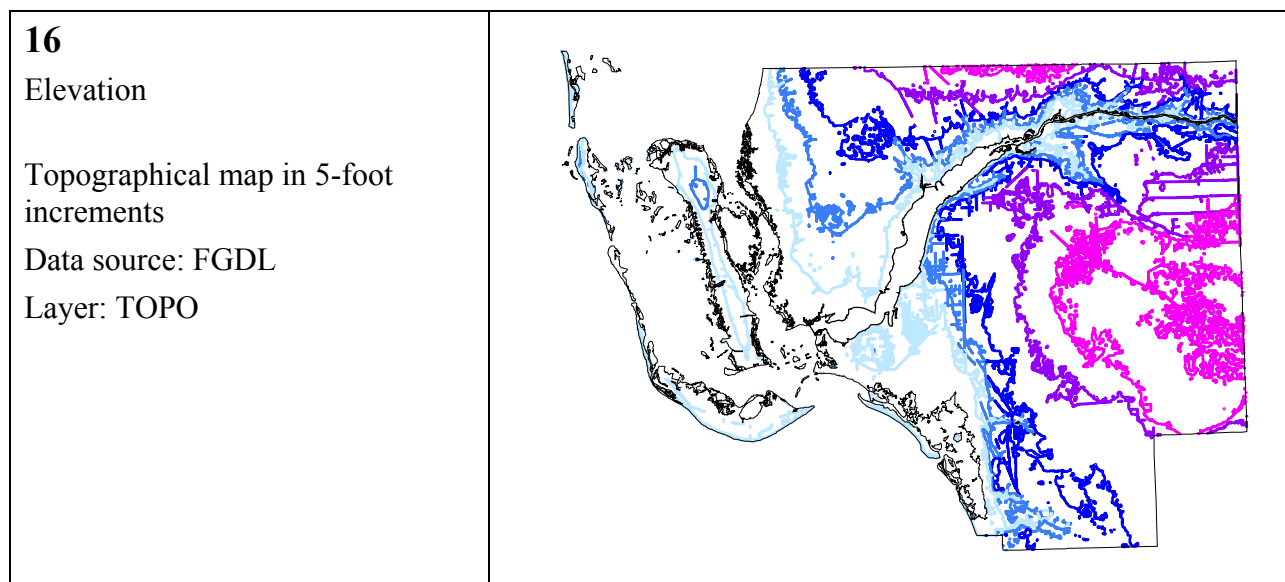 16
Elevation
Topographical map in 5-foot
increments
Data source: FGDL
Layer: TOPO